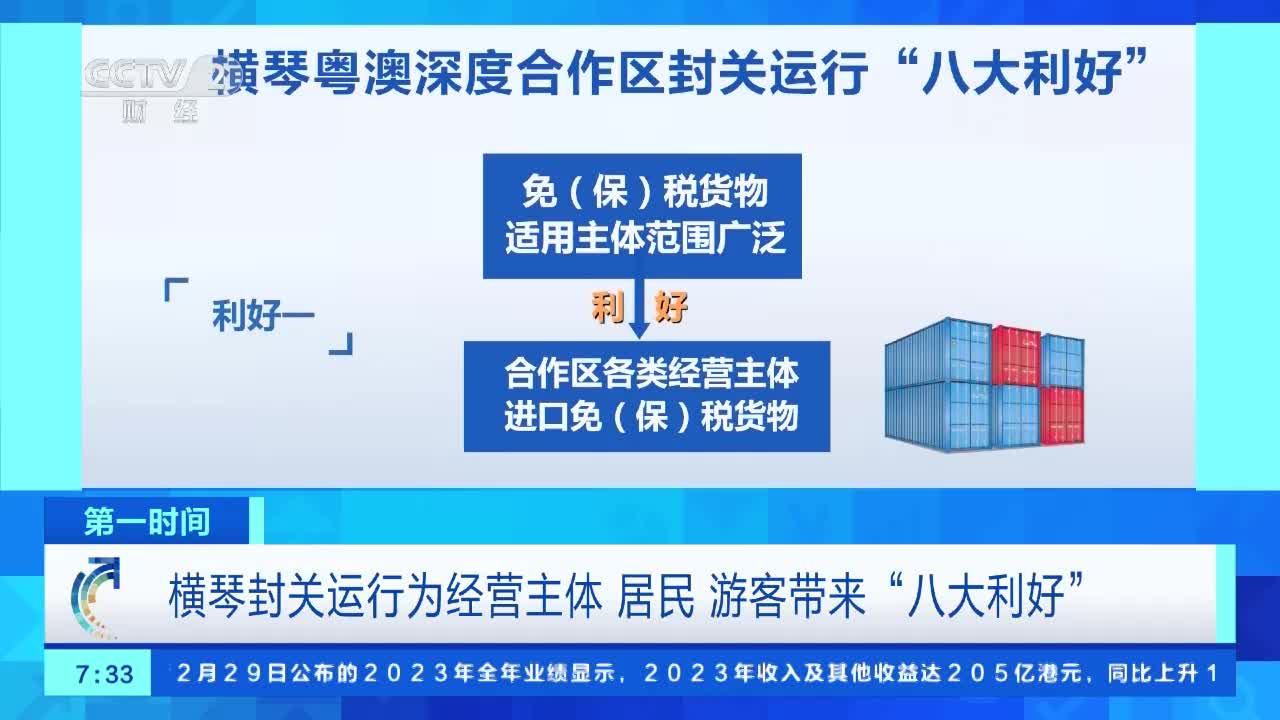 CCTV 2
财 经
横琴粤澳深度合作区封关运行“八大利好”
免（保）税货物
适用主体范围广泛
利好一
利 好
合作区各类经营主体
进口免（保）税货物
第一时间
横琴封关运行为经营主体 居民 游客带来“八大利好”
7:33
2月29日公布的2023年全年业绩显示，2023年收入及其他收益达205亿港元，同比上升1